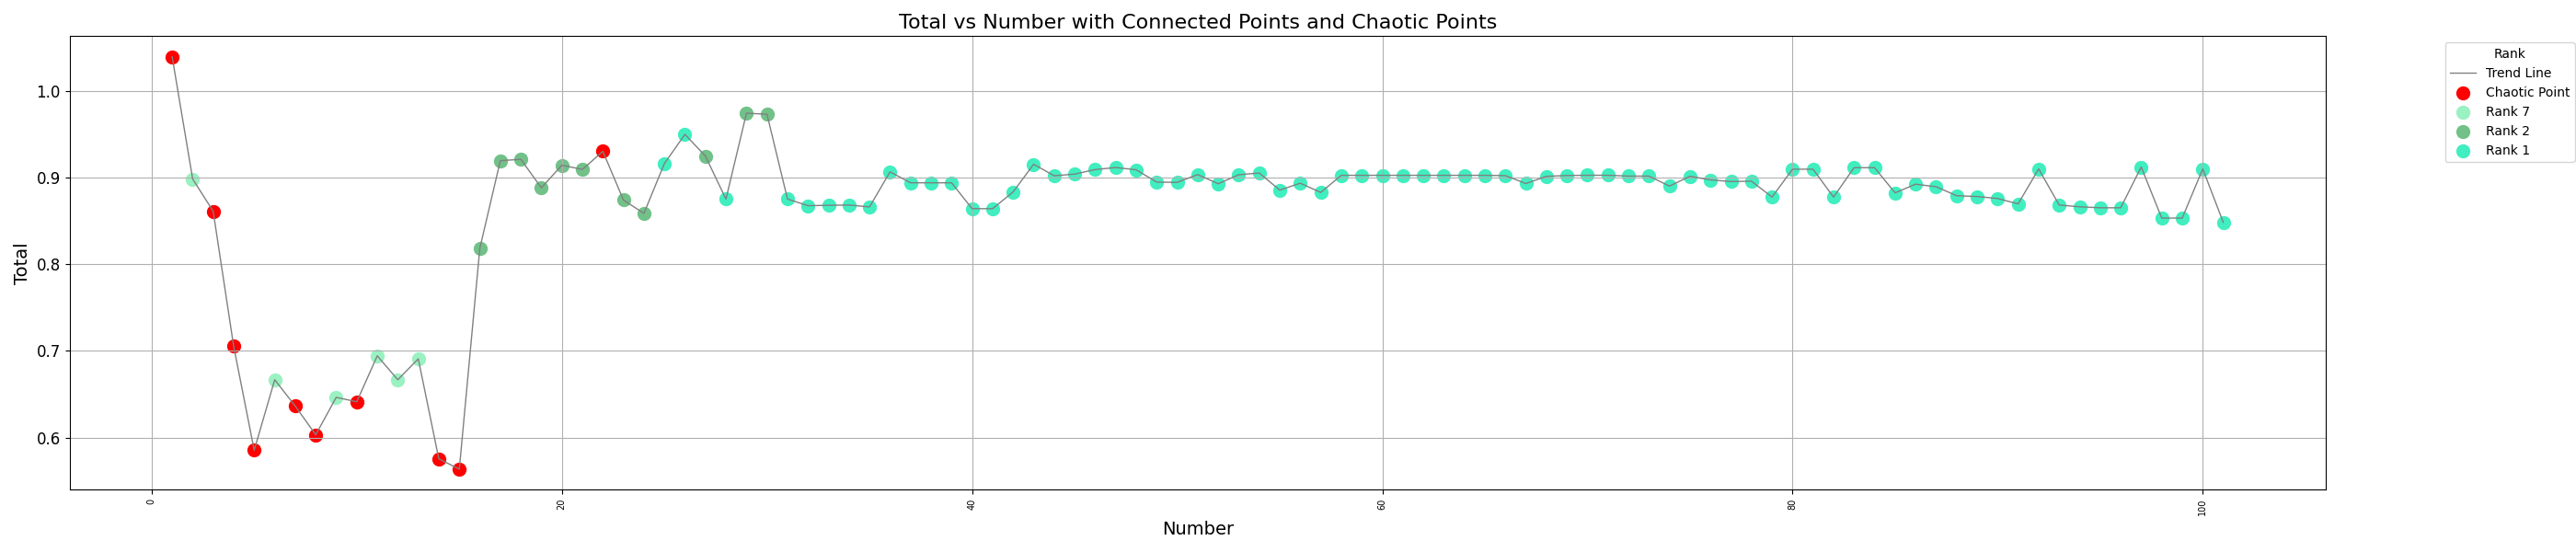 Total vs Number with Connected Points and Chaotic Points
Total
1.0
0.9
0.8
0.7
0.6
0
20
40
60
80
100
Number
Rank
Trend Line
Chaotic Point
Rank 7
Rank 2
Rank 1